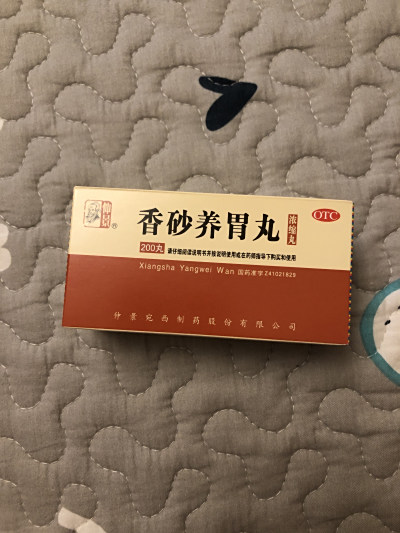 仲景
®
香砂养胃丸
浓缩丸
OTC
200丸
请仔细阅读说明书并按说明使用或在药师指导下购买和使用
Xiangsha Yangwei Wan 国药准字Z41021829
仲景宛西制药股份有限公司